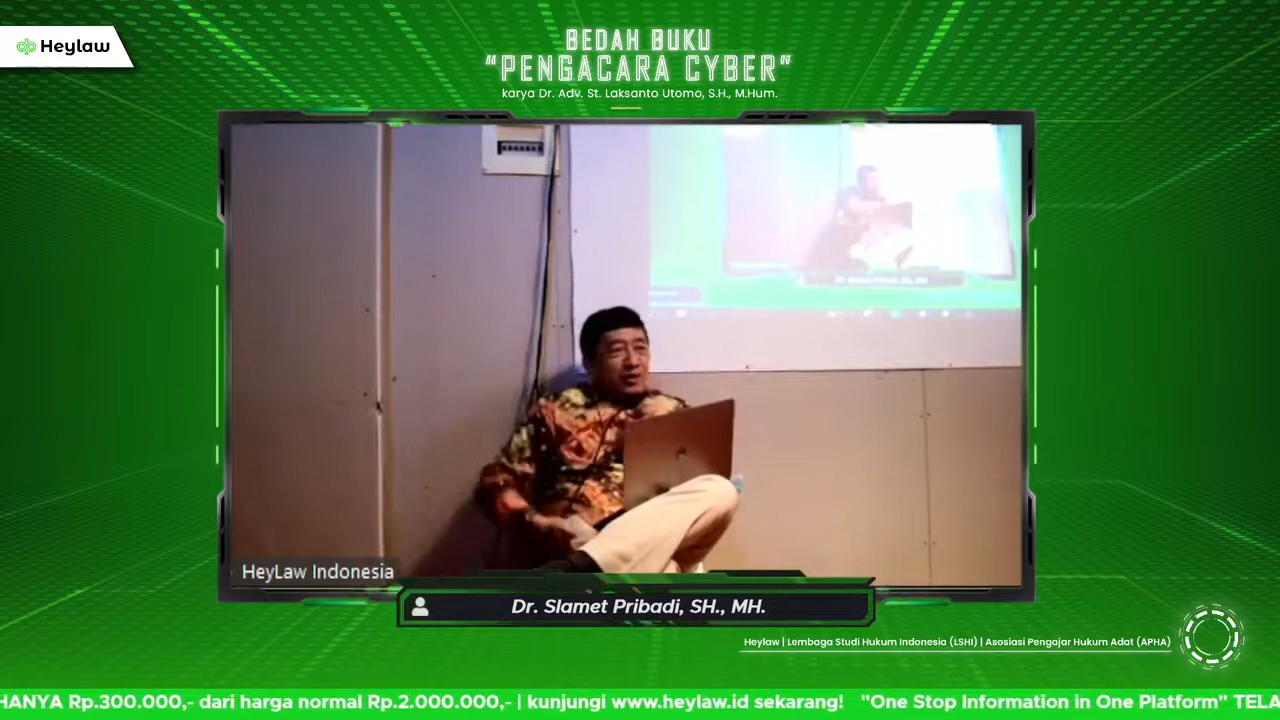 Heylaw
BEDAH BUKU
"PENGACARA CYBER"
karya Dr. Adv. St. Laksanto Utomo, S.H., M.Hum.
HeyLaw Indonesia
Dr. Slamet Pribadi, SH., MH.
Heylaw | Lembaga Studi Hukum Indonesia (LSHI) | Asosiasi Pengajar Hukum Adat (APHA)
HANYA Rp.300.000,- dari harga normal Rp.2.000.000,- | kunjungi www.heylaw.id sekarang! "One Stop Information in One Platform" TELA